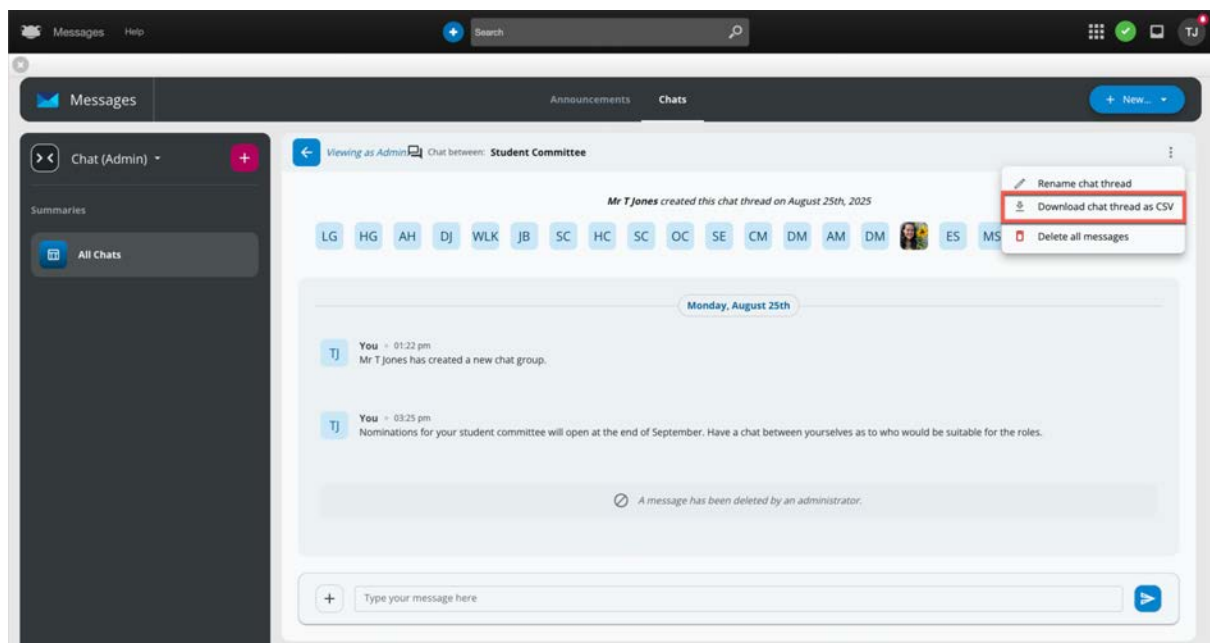 Messages Help Search TJ
Messages Announcements Chats + New...
Chat (Admin)
Summaries
All Chats
Viewing as Admin Chat between: Student Committee
Rename chat thread
Download chat thread as CSV
Delete all messages
Mr T Jones created this chat thread on August 25th, 2025
LG HG AH DJ WLK JB SC HC SC OC SE CM DM AM DM ES MS
Monday, August 25th
TJ You 01:22 pm
Mr T Jones has created a new chat group.
TJ You 03:25 pm
Nominations for your student committee will open at the end of September. Have a chat between yourselves as to who would be suitable for the roles.
A message has been deleted by an administrator.
+ Type your message here